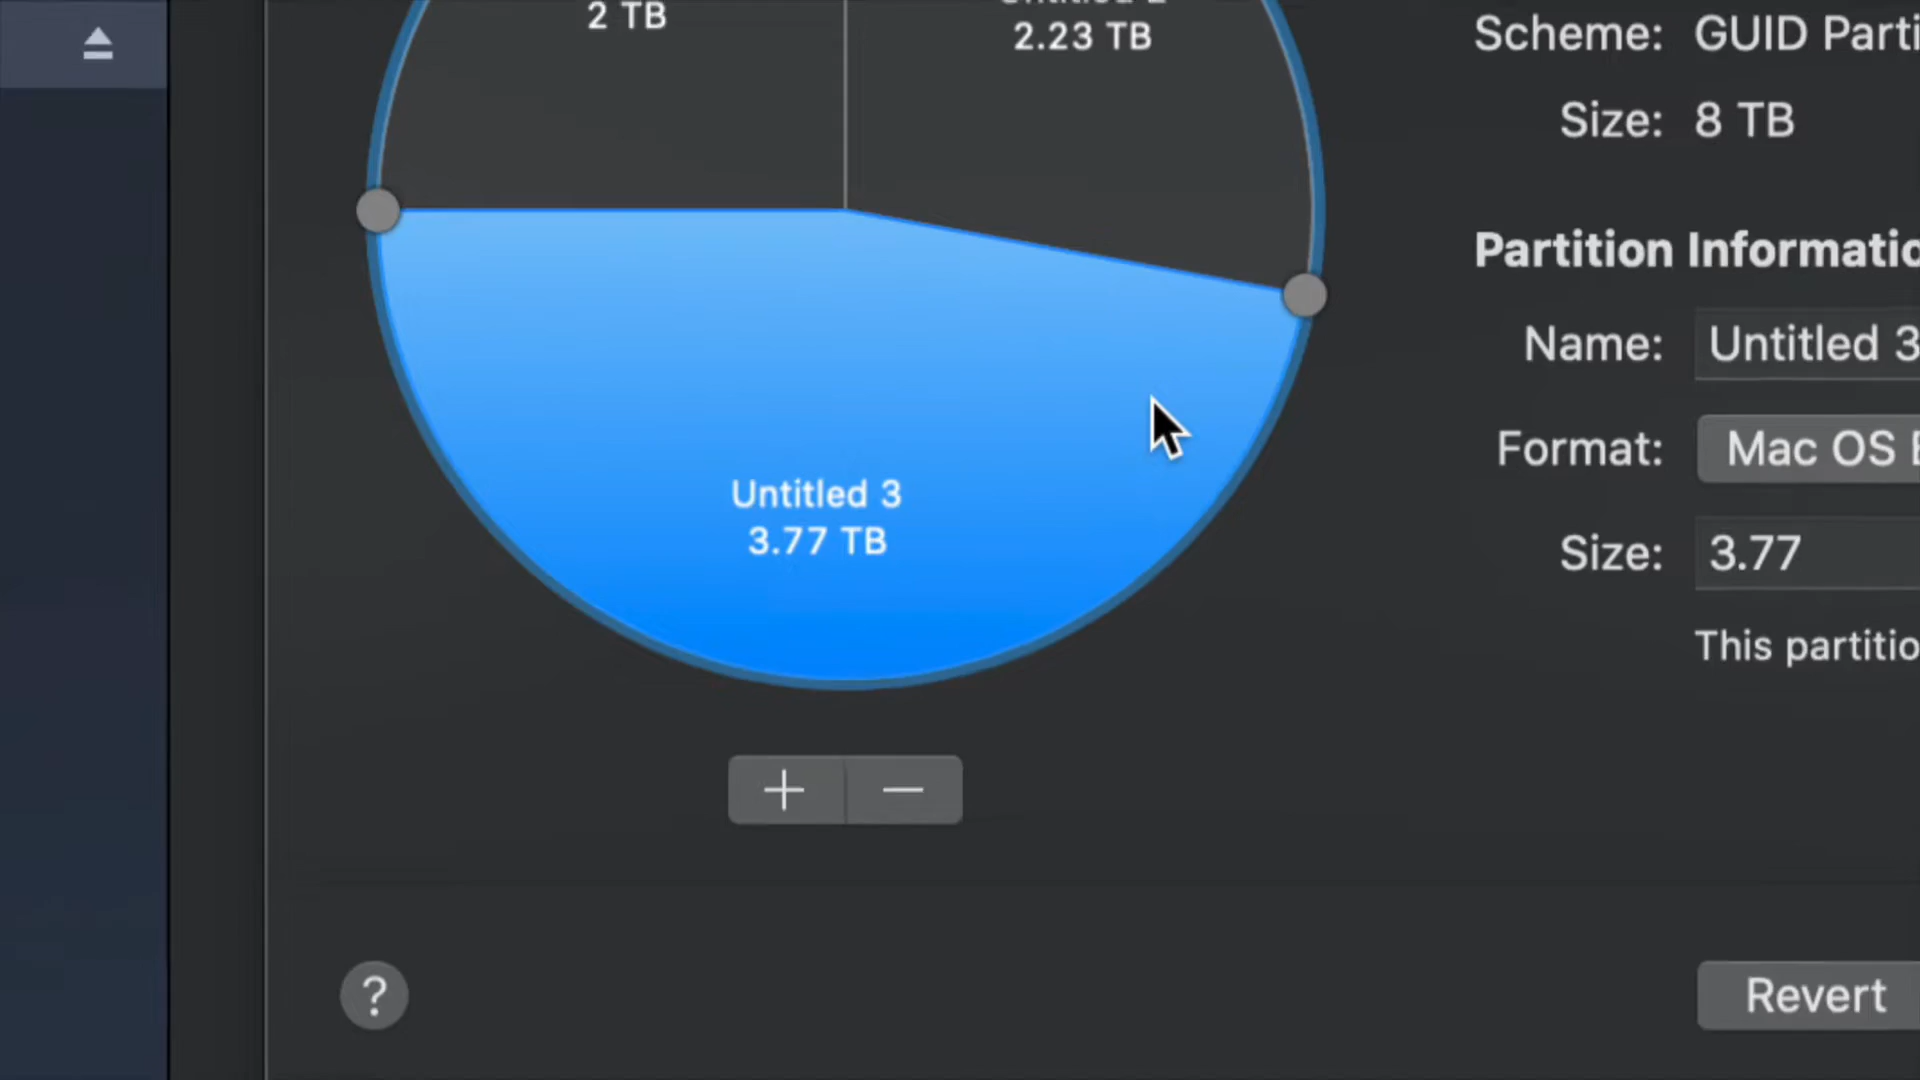 2 TB
2.23 TB
Scheme: GUID Parti
Size: 8 TB
Partition Informatio
Name: Untitled 3
Format: Mac OS E
Size: 3.77
This partitio
Untitled 3
3.77 TB
+ −
?
Revert